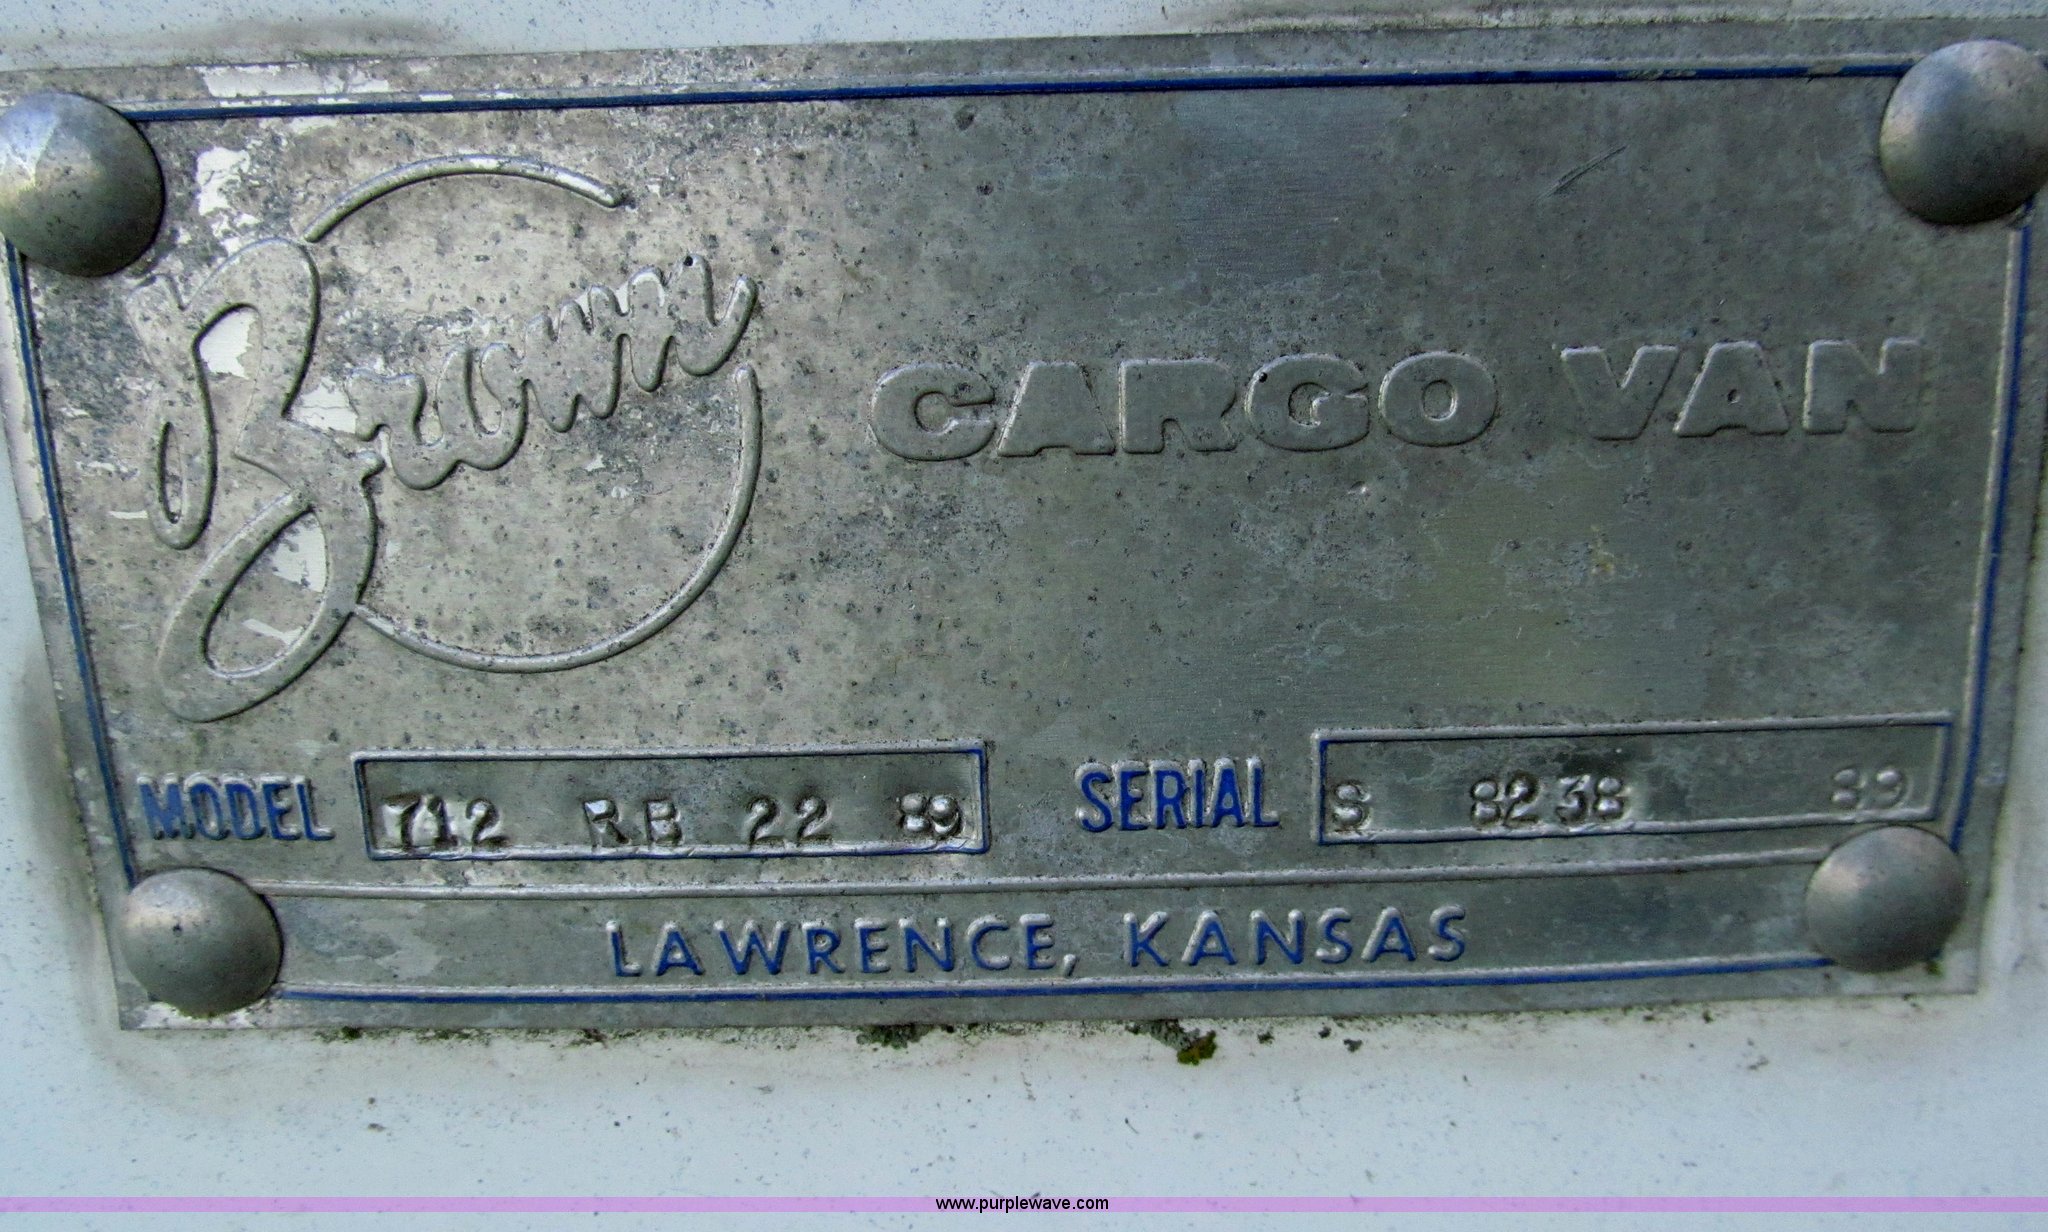 Brown CARGO VAN
MODEL 712 RB 22 89 SERIAL S 8238 89
LAWRENCE, KANSAS
www.purplewave.com